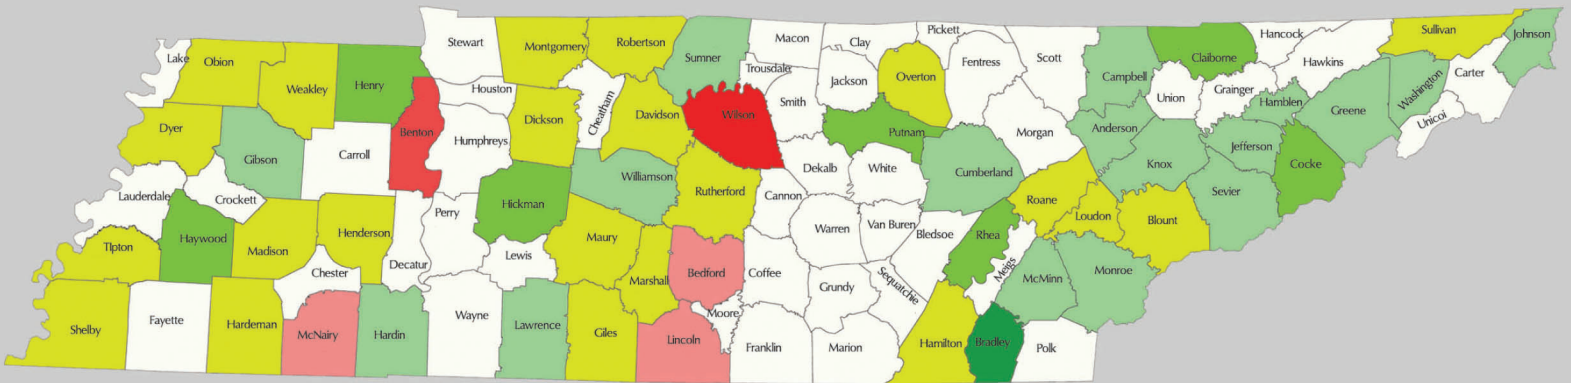 Lake
Obion
Weakley
Henry
Stewart
Montgomery
Robertson
Sumner
Macon
Trousdale
Clay
Pickett
Jackson
Overton
Fentress
Scott
Campbell
Claiborne
Hancock
Hawkins
Sullivan
Johnson
Union
Grainger
Hamblen
Greene
Washington
Carter
Unicoi
Dyer
Gibson
Carroll
Benton
Houston
Humphreys
Dickson
Cheatham
Davidson
Wilson
Smith
Putnam
Dekalb
White
Cumberland
Morgan
Anderson
Knox
Jefferson
Cocke
Sevier
Lauderdale
Crockett
Haywood
Madison
Henderson
Decatur
Perry
Hickman
Williamson
Rutherford
Cannon
Warren
Van Buren
Bledsoe
Rhea
Roane
Loudon
Blount
TIpton
Chester
Lewis
Maury
Marshall
Bedford
Coffee
Grundy
Sequatchie
Meigs
McMinn
Monroe
Shelby
Fayette
Hardeman
McNairy
Hardin
Wayne
Lawrence
Giles
Lincoln
Moore
Franklin
Marion
Hamilton
Bradley
Polk